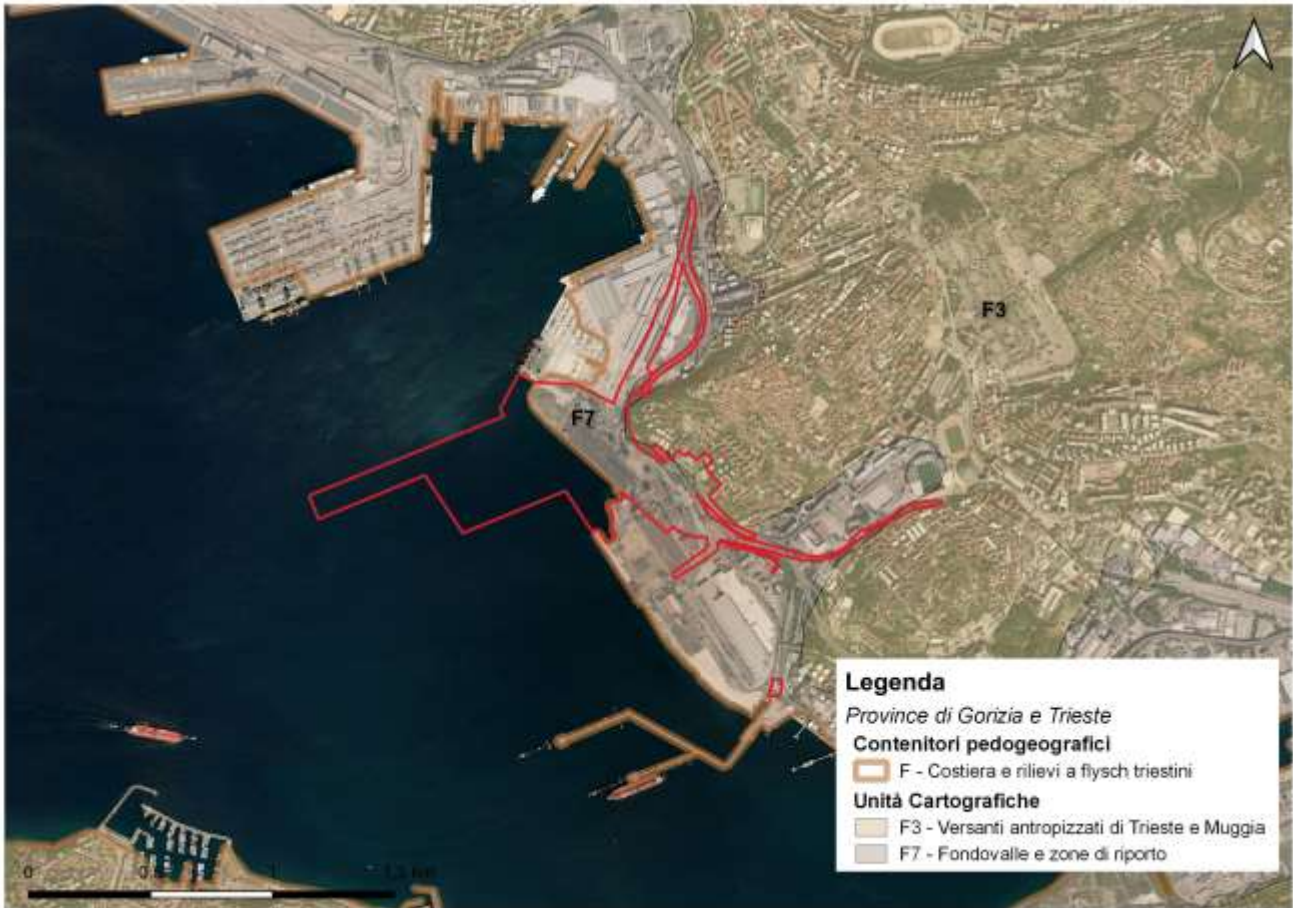 F3
F7
Legenda
Province di Gorizia e Trieste
Contenitori pedogeografici
F - Costiera e rilievi a flysch triestini
Unità Cartografiche
F3 - Versanti antropizzati di Trieste e Muggia
F7 - Fondovalle e zone di riporto
0 1